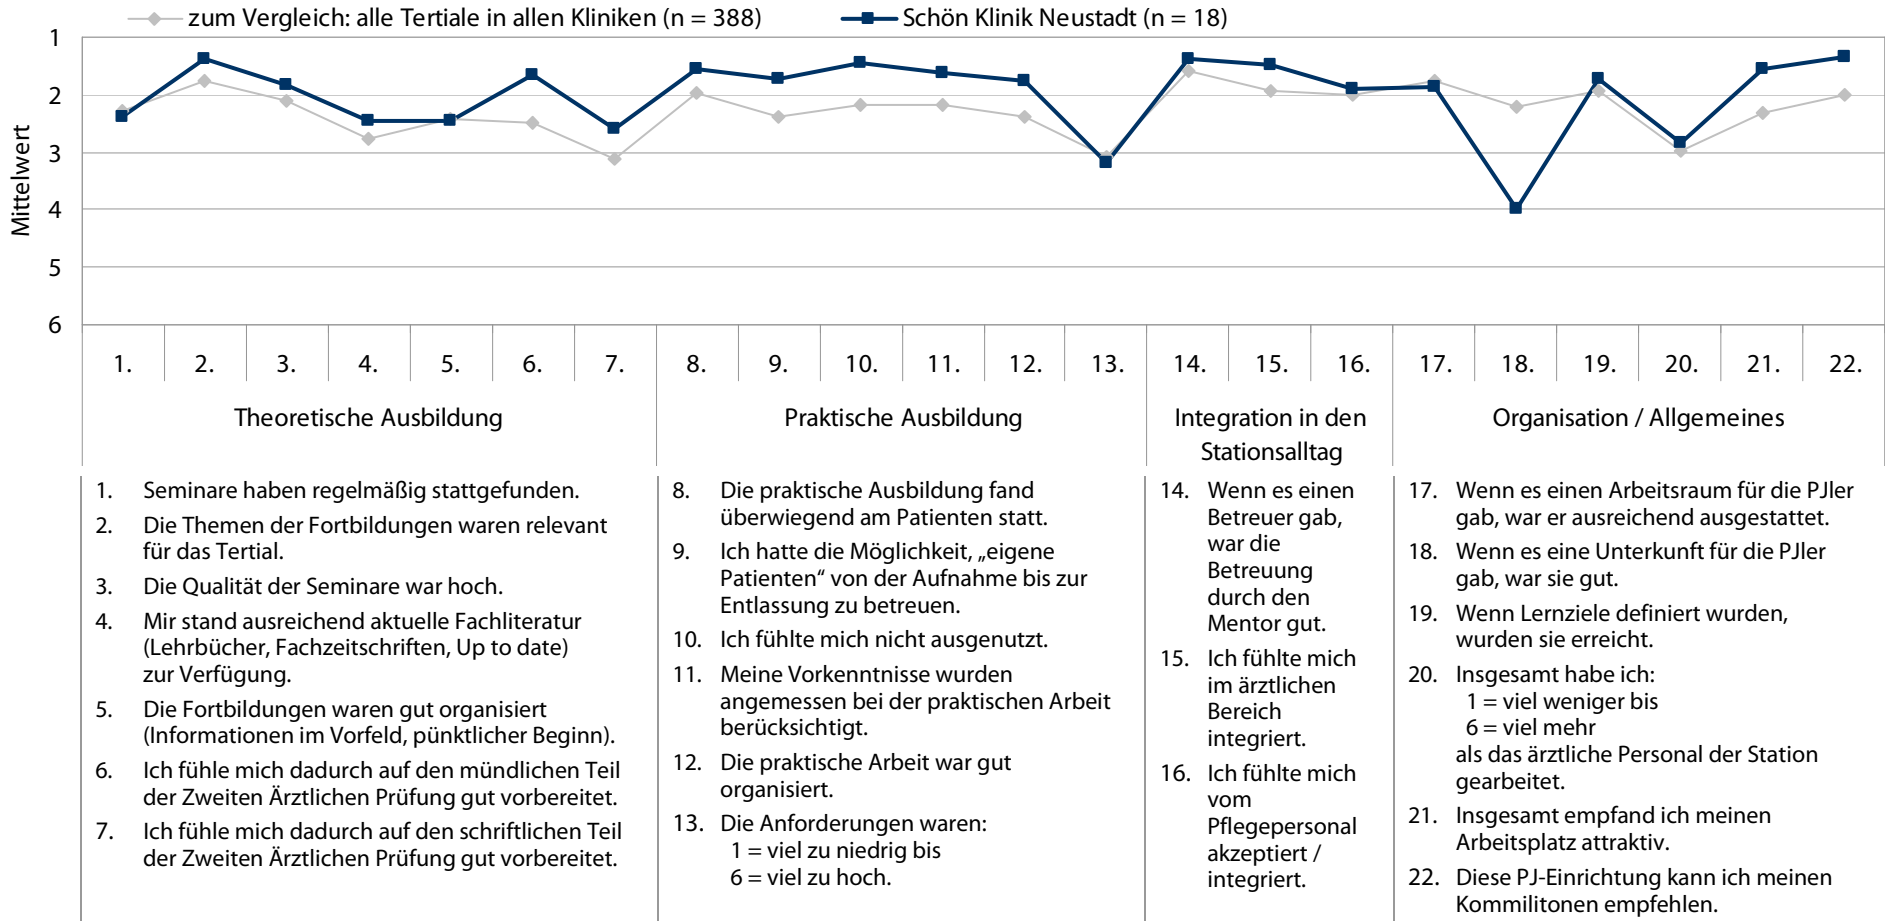 zum Vergleich: alle Tertiale in allen Kliniken (n = 388)
Schön Klinik Neustadt (n = 18)
Mittelwert
1
2
3
4
5
6
1. 2. 3. 4. 5. 6. 7. 8. 9. 10. 11. 12. 13. 14. 15. 16. 17. 18. 19. 20. 21. 22.
Theoretische Ausbildung
Praktische Ausbildung
Integration in den
Stationsalltag
Organisation / Allgemeines
1. Seminare haben regelmäßig stattgefunden.
2. Die Themen der Fortbildungen waren relevant
für das Tertial.
3. Die Qualität der Seminare war hoch.
4. Mir stand ausreichend aktuelle Fachliteratur
(Lehrbücher, Fachzeitschriften, Up to date)
zur Verfügung.
5. Die Fortbildungen waren gut organisiert
(Informationen im Vorfeld, pünktlicher Beginn).
6. Ich fühle mich dadurch auf den mündlichen Teil
der Zweiten Ärztlichen Prüfung gut vorbereitet.
7. Ich fühle mich dadurch auf den schriftlichen Teil
der Zweiten Ärztlichen Prüfung gut vorbereitet.
8. Die praktische Ausbildung fand
überwiegend am Patienten statt.
9. Ich hatte die Möglichkeit, „eigene
Patienten“ von der Aufnahme bis zur
Entlassung zu betreuen.
10. Ich fühlte mich nicht ausgenutzt.
11. Meine Vorkenntnisse wurden
angemessen bei der praktischen Arbeit
berücksichtigt.
12. Die praktische Arbeit war gut
organisiert.
13. Die Anforderungen waren:
1 = viel zu niedrig bis
6 = viel zu hoch.
14. Wenn es einen
Betreuer gab,
war die
Betreuung
durch den
Mentor gut.
15. Ich fühlte mich
im ärztlichen
Bereich
integriert.
16. Ich fühlte mich
vom
Pflegepersonal
akzeptiert /
integriert.
17. Wenn es einen Arbeitsraum für die PJler
gab, war er ausreichend ausgestattet.
18. Wenn es eine Unterkunft für die PJler
gab, war sie gut.
19. Wenn Lernziele definiert wurden,
wurden sie erreicht.
20. Insgesamt habe ich:
1 = viel weniger bis
6 = viel mehr
als das ärztliche Personal der Station
gearbeitet.
21. Insgesamt empfand ich meinen
Arbeitsplatz attraktiv.
22. Diese PJ-Einrichtung kann ich meinen
Kommilitonen empfehlen.